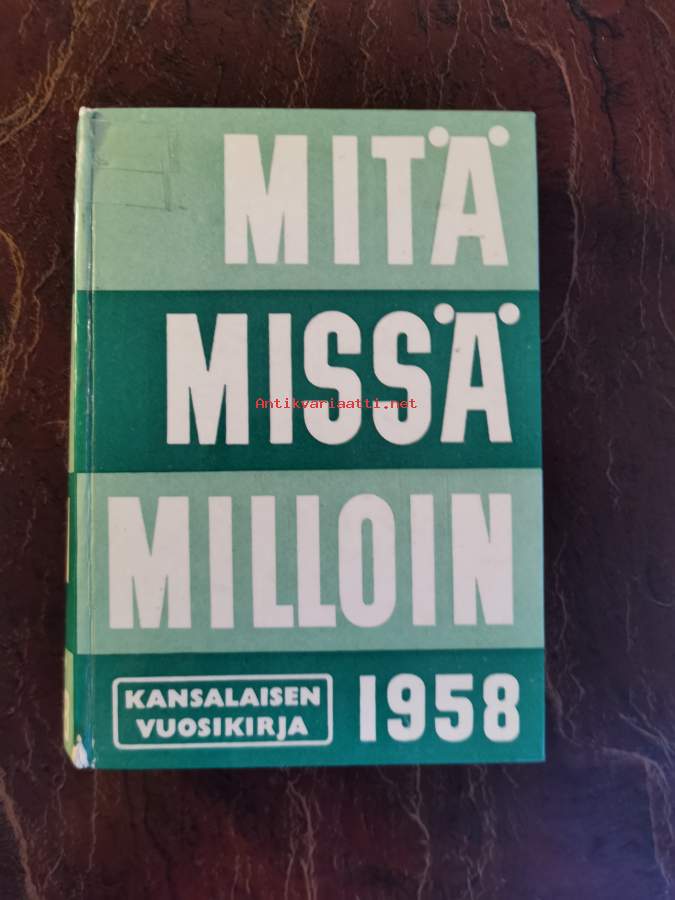 MITÄ
MISSÄ
Antikvariaatti.net
MILLOIN
KANSALAISEN
VUOSIKIRJA
1958